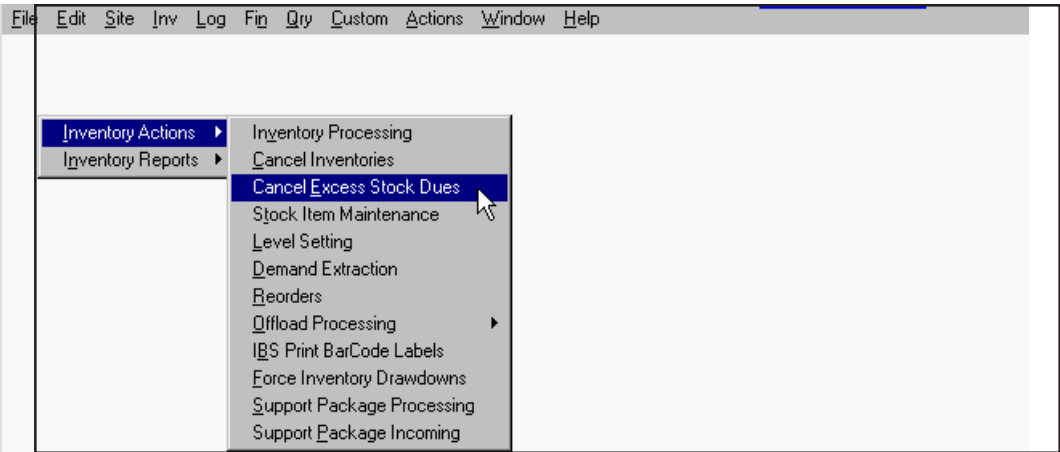 File Edit Site Inv Log Fin Qry Custom Actions Window Help
Inventory Actions
Inventory Reports
Inventory Processing
Cancel Inventories
Cancel Excess Stock Dues
Stock Item Maintenance
Level Setting
Demand Extraction
Reorders
Offload Processing
IBS Print BarCode Labels
Force Inventory Drawdowns
Support Package Processing
Support Package Incoming